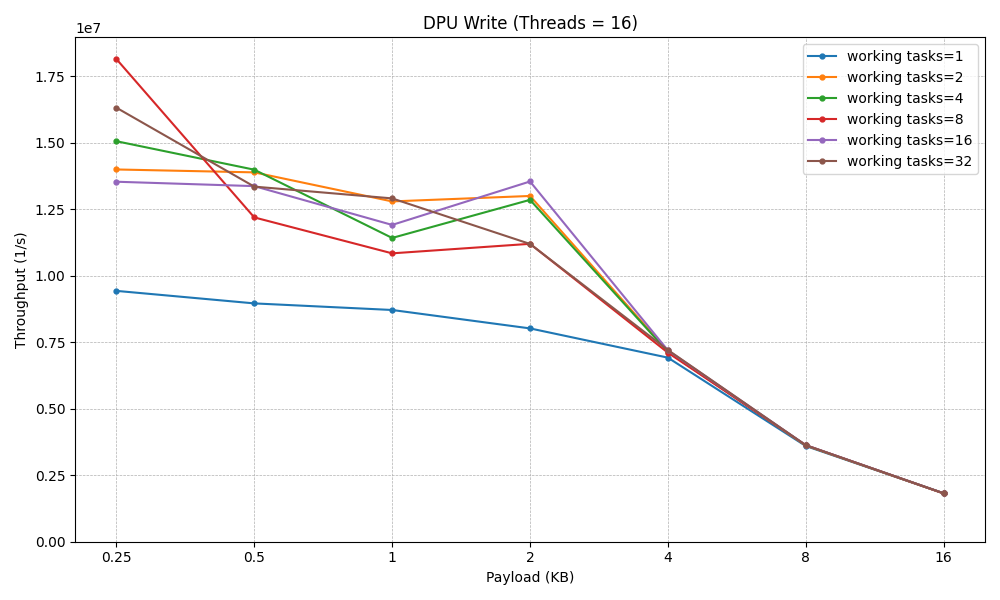 DPU Write (Threads = 16)
1e7
1.75
1.50
1.25
1.00
0.75
0.50
0.25
0.00
Throughput (1/s)
working tasks=1
working tasks=2
working tasks=4
working tasks=8
working tasks=16
working tasks=32
0.25 0.5 1 2 4 8 16
Payload (KB)